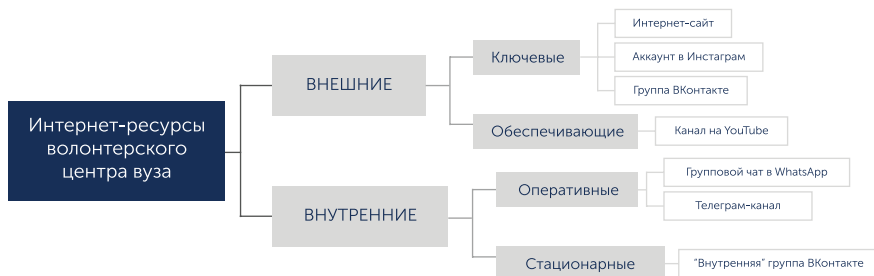 Интернет-ресурсы
волонтерского
центра вуза
ВНЕШНИЕ
Ключевые
Интернет-сайт
Аккаунт в Инстаграм
Группа ВКонтакте
Обеспечивающие
Канал на YouTube
ВНУТРЕННИЕ
Оперативные
Групповой чат в WhatsApp
Телеграм-канал
Стационарные
"Внутренняя" группа ВКонтакте